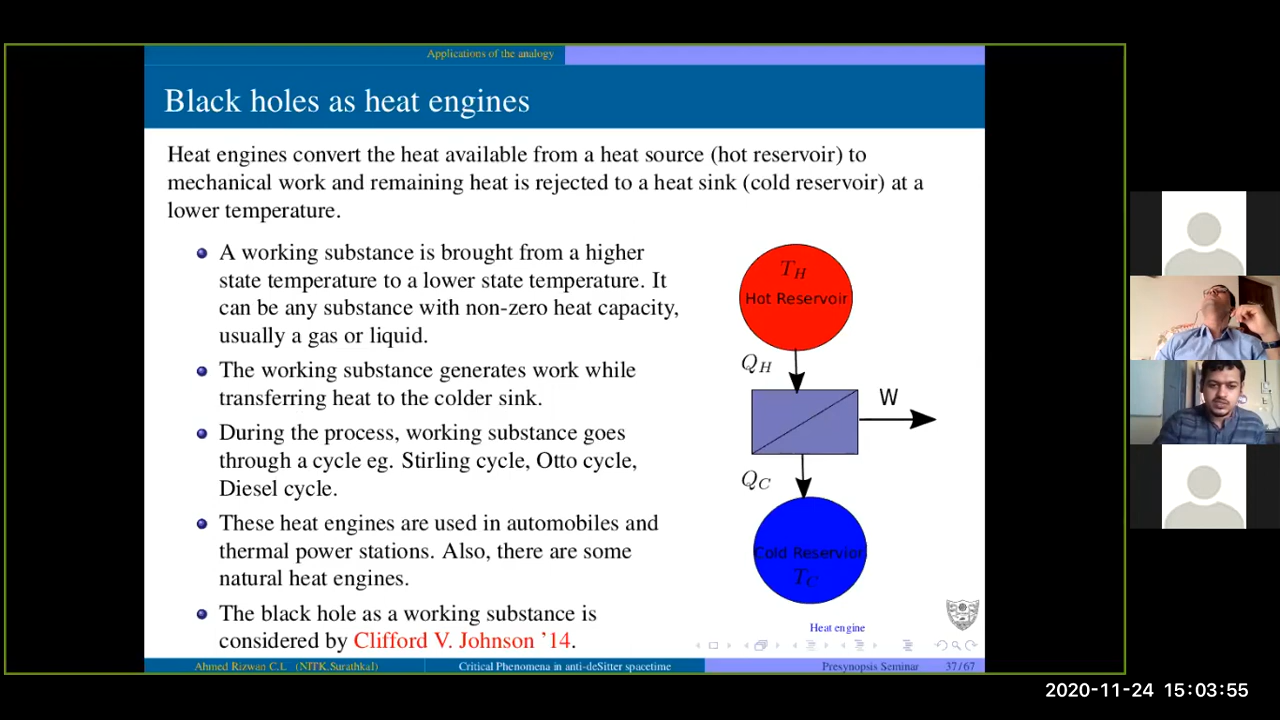 Applications of the analogy
Black holes as heat engines
Heat engines convert the heat available from a heat source (hot reservoir) to
mechanical work and remaining heat is rejected to a heat sink (cold reservoir) at a
lower temperature.
A working substance is brought from a higher
state temperature to a lower state temperature. It
can be any substance with non-zero heat capacity,
usually a gas or liquid.
The working substance generates work while
transferring heat to the colder sink.
During the process, working substance goes
through a cycle eg. Stirling cycle, Otto cycle,
Diesel cycle.
These heat engines are used in automobiles and
thermal power stations. Also, there are some
natural heat engines.
The black hole as a working substance is
considered by Clifford V. Johnson '14.
T_H
Hot Reservoir
Q_H
W
Q_C
Cold Reservior
T_C
Heat engine
Ahmed Rizwan C.L (NITK,Surathkal)
Critical Phenomena in anti-deSitter spacetime
Presynopsis Seminar
37/67
2020-11-24 15:03:55